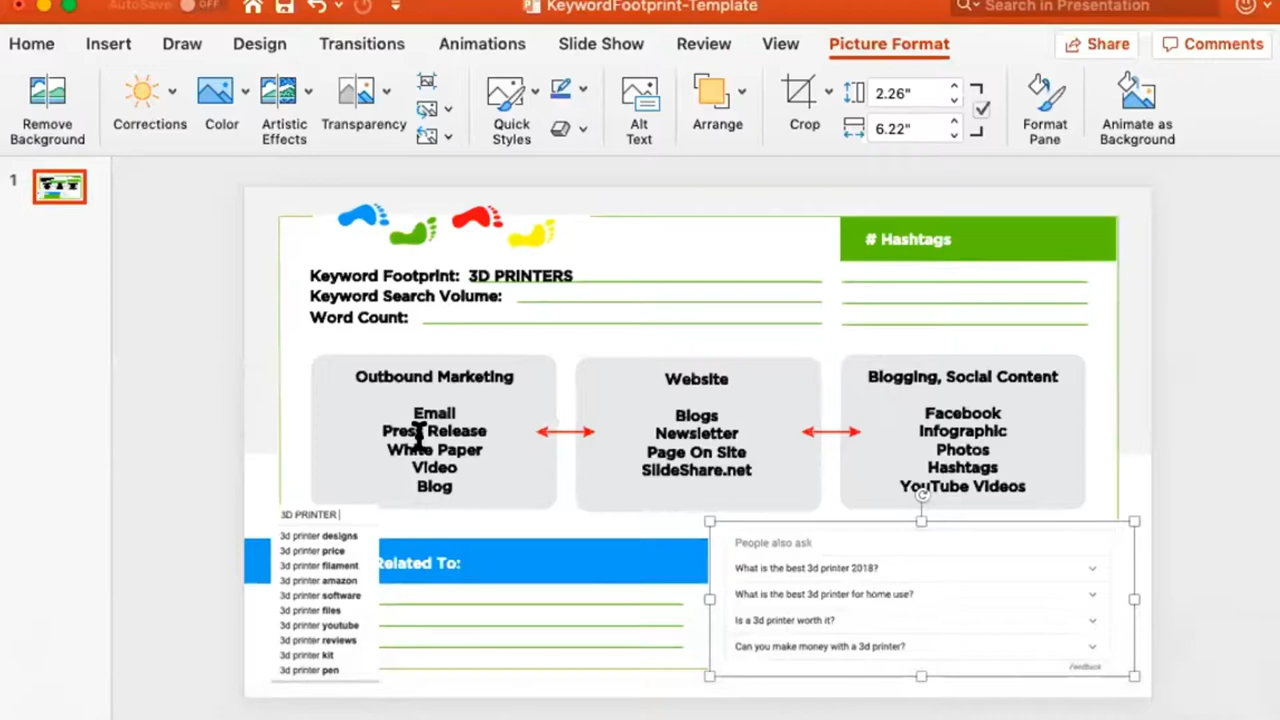 AutoSave OFF
KeywordFootprint-Template
Search in Presentation
Home Insert Draw Design Transitions Animations Slide Show Review View Picture Format Share Comments
Remove Background
Corrections
Color
Artistic Effects
Transparency
Quick Styles
Alt Text
Arrange
Crop
2.26"
6.22"
Format Pane
Animate as Background
1
# Hashtags
Keyword Footprint: 3D PRINTERS
Keyword Search Volume:
Word Count:
Outbound Marketing
Email
Press Release
White Paper
Video
Blog
Website
Blogs
Newsletter
Page On Site
SlideShare.net
Blogging, Social Content
Facebook
Infographic
Photos
Hashtags
YouTube Videos
3D PRINTER
3d printer designs
3d printer price
3d printer filament
3d printer amazon
3d printer software
3d printer files
3d printer youtube
3d printer reviews
3d printer kit
3d printer pen
Related To:
People also ask
What is the best 3d printer 2018?
What is the best 3d printer for home use?
Is a 3d printer worth it?
Can you make money with a 3d printer?
Feedback